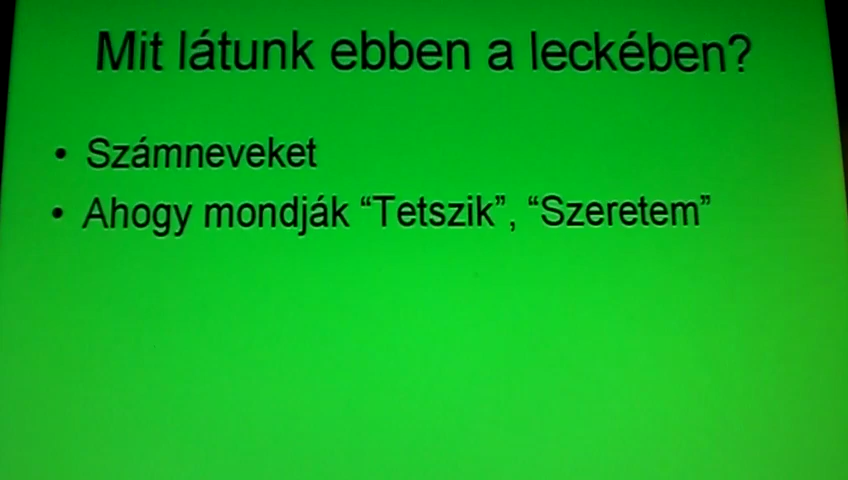 Mit látunk ebben a leckében?
• Számneveket
• Ahogy mondják “Tetszik”, “Szeretem”